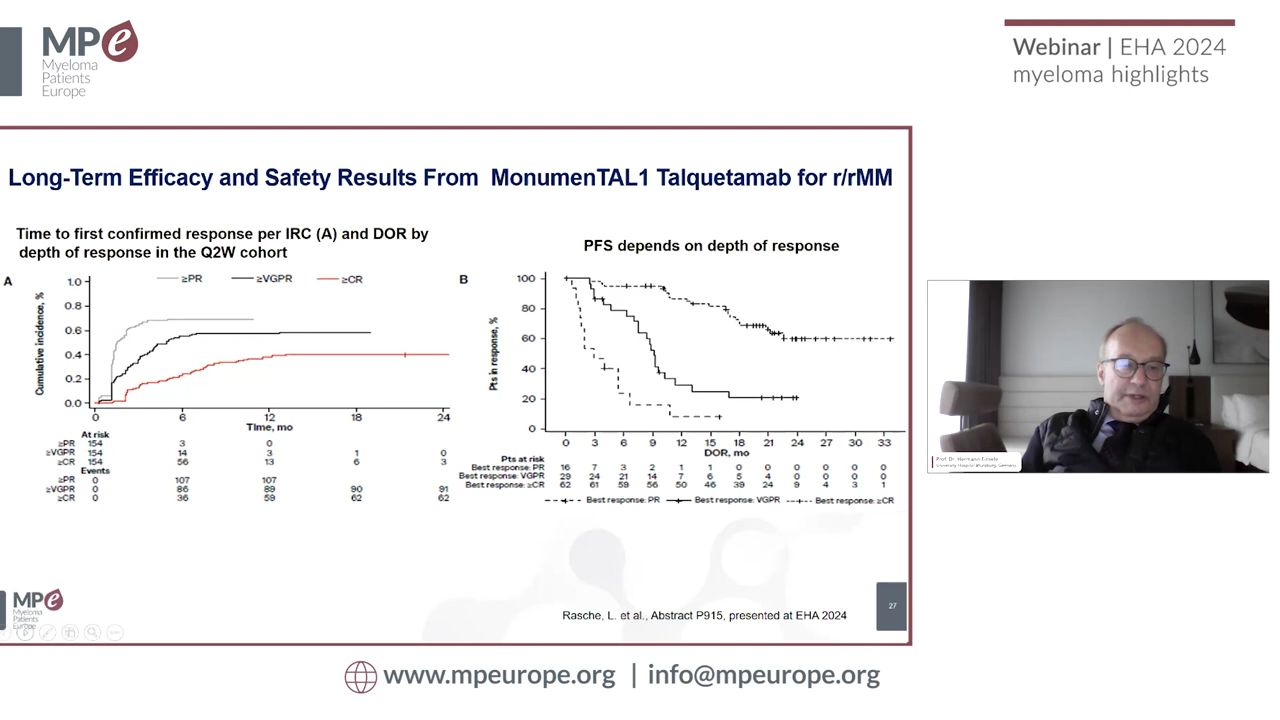 MPe
Myeloma
Patients
Europe
Webinar | EHA 2024
myeloma highlights
Long-Term Efficacy and Safety Results From MonumenTAL1 Talquetamab for r/rMM
Time to first confirmed response per IRC (A) and DOR by
depth of response in the Q2W cohort
A
≥PR ≥VGPR ≥CR
Cumulative incidence, %
1.0
0.8
0.6
0.4
0.2
0.0
0 6 12 18 24
Time, mo
At risk
≥PR 154 3 0
≥VGPR 154 14 3 1 0
≥CR 154 56 13 6 3
Events
≥PR 0 107 107
≥VGPR 0 86 89 90 91
≥CR 0 36 59 62 62
PFS depends on depth of response
B
Pts in response, %
100
80
60
40
20
0
0 3 6 9 12 15 18 21 24 27 30 33
DOR, mo
Pts at risk
Best response: PR 16 7 3 2 1 1 0 0 0 0 0 0
Best response: VGPR 29 24 21 14 7 6 5 4 0 0 0 0
Best response: ≥CR 62 61 59 56 50 46 39 24 9 4 3 1
Best response: PR Best response: VGPR Best response: ≥CR
Prof. Dr. Hermann Einsele
University Hospital Würzburg, Germany
MPe
Myeloma
Patients
Europe
Rasche, L. et al., Abstract P915, presented at EHA 2024
27
www.mpeurope.org | info@mpeurope.org